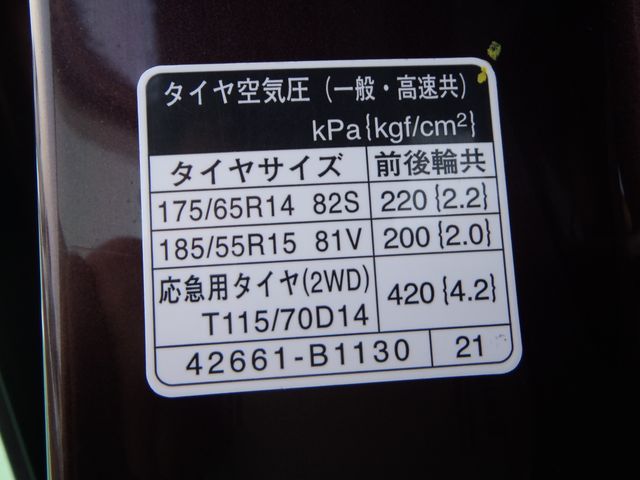 タイヤ空気圧（一般・高速共）
kPa{kgf/cm²}
タイヤサイズ 前後輪共
175/65R14 82S 220{2.2}
185/55R15 81V 200{2.0}
応急用タイヤ(2WD)
T115/70D14 420{4.2}
42661-B1130 21